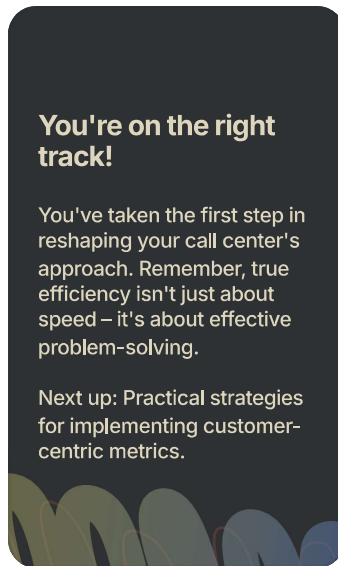 You're on the right
track!
You've taken the first step in
reshaping your call center's
approach. Remember, true
efficiency isn't just about
speed – it's about effective
problem-solving.
Next up: Practical strategies
for implementing customer-
centric metrics.